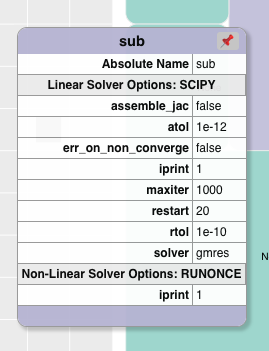 sub
Absolute Name sub
Linear Solver Options: SCIPY
assemble_jac false
atol 1e-12
err_on_non_converge false
iprint 1
maxiter 1000
restart 20
rtol 1e-10
solver gmres
Non-Linear Solver Options: RUNONCE
iprint 1
N